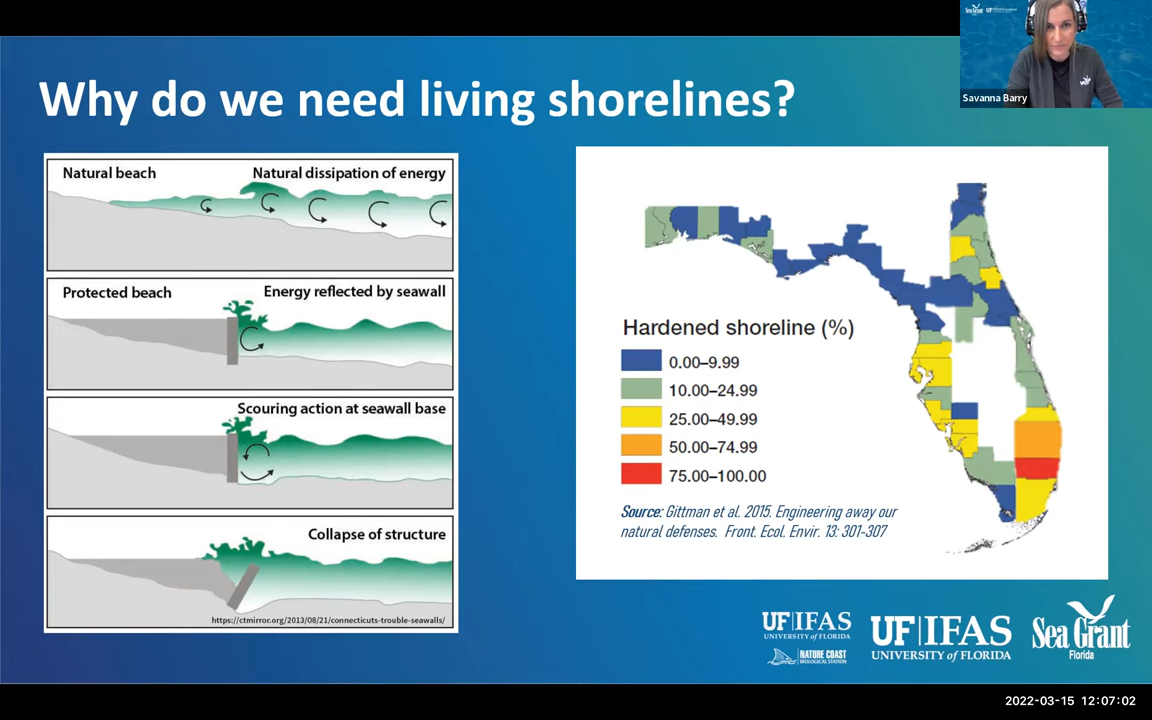 Sea Grant
Savanna Barry
Why do we need living shorelines?
Natural beach
Natural dissipation of energy
Protected beach
Energy reflected by seawall
Scouring action at seawall base
Collapse of structure
https://ctmirror.org/2013/08/21/connecticuts-trouble-seawalls/
Hardened shoreline (%)
0.00–9.99
10.00–24.99
25.00–49.99
50.00–74.99
75.00–100.00
Source: Gittman et al. 2015. Engineering away our
natural defenses. Front. Ecol. Envir. 13: 301-307
UF|IFAS
UNIVERSITY of FLORIDA
NATURE COAST
BIOLOGICAL STATION
UF|IFAS
UNIVERSITY of FLORIDA
Sea Grant
Florida
2022-03-15 12:07:02